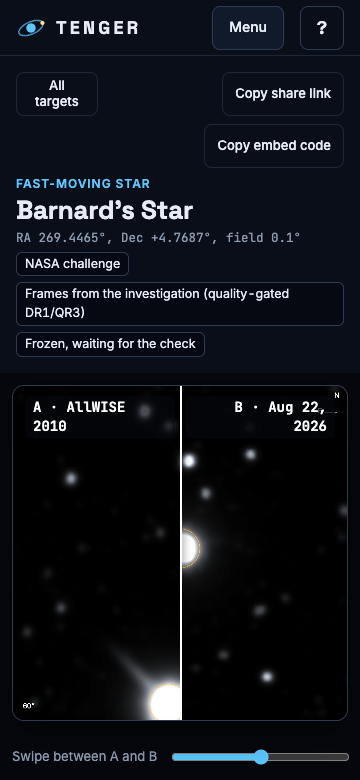 TENGER
Menu
?
All
targets
Copy share link
Copy embed code
FAST-MOVING STAR
Barnard's Star
RA 269.4465°, Dec +4.7687°, field 0.1°
NASA challenge
Frames from the investigation (quality-gated
DR1/QR3)
Frozen, waiting for the check
A · AllWISE
2010
B · Aug 22,
2026
N
60"
Swipe between A and B